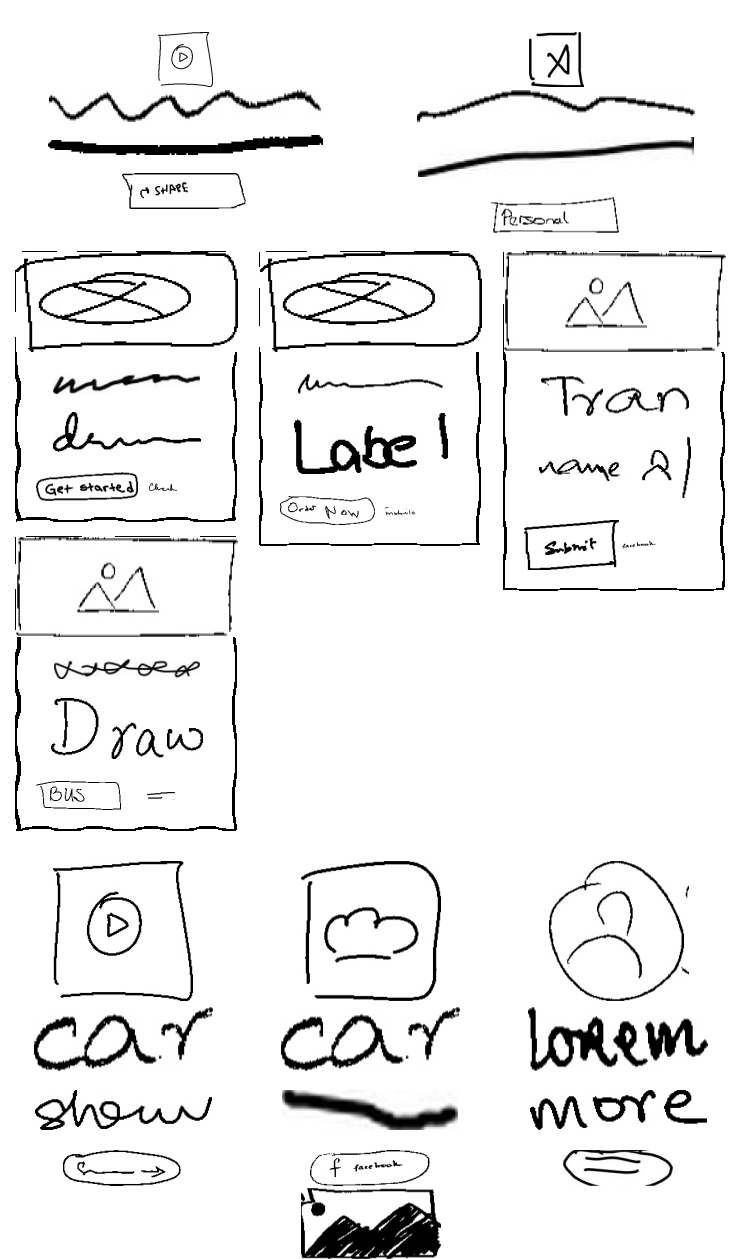 SHARE
Personal
Get started
Label
Order Now
Tran
name
Submit facebook
Draw
BUS
car car lorem
show more
f facebook